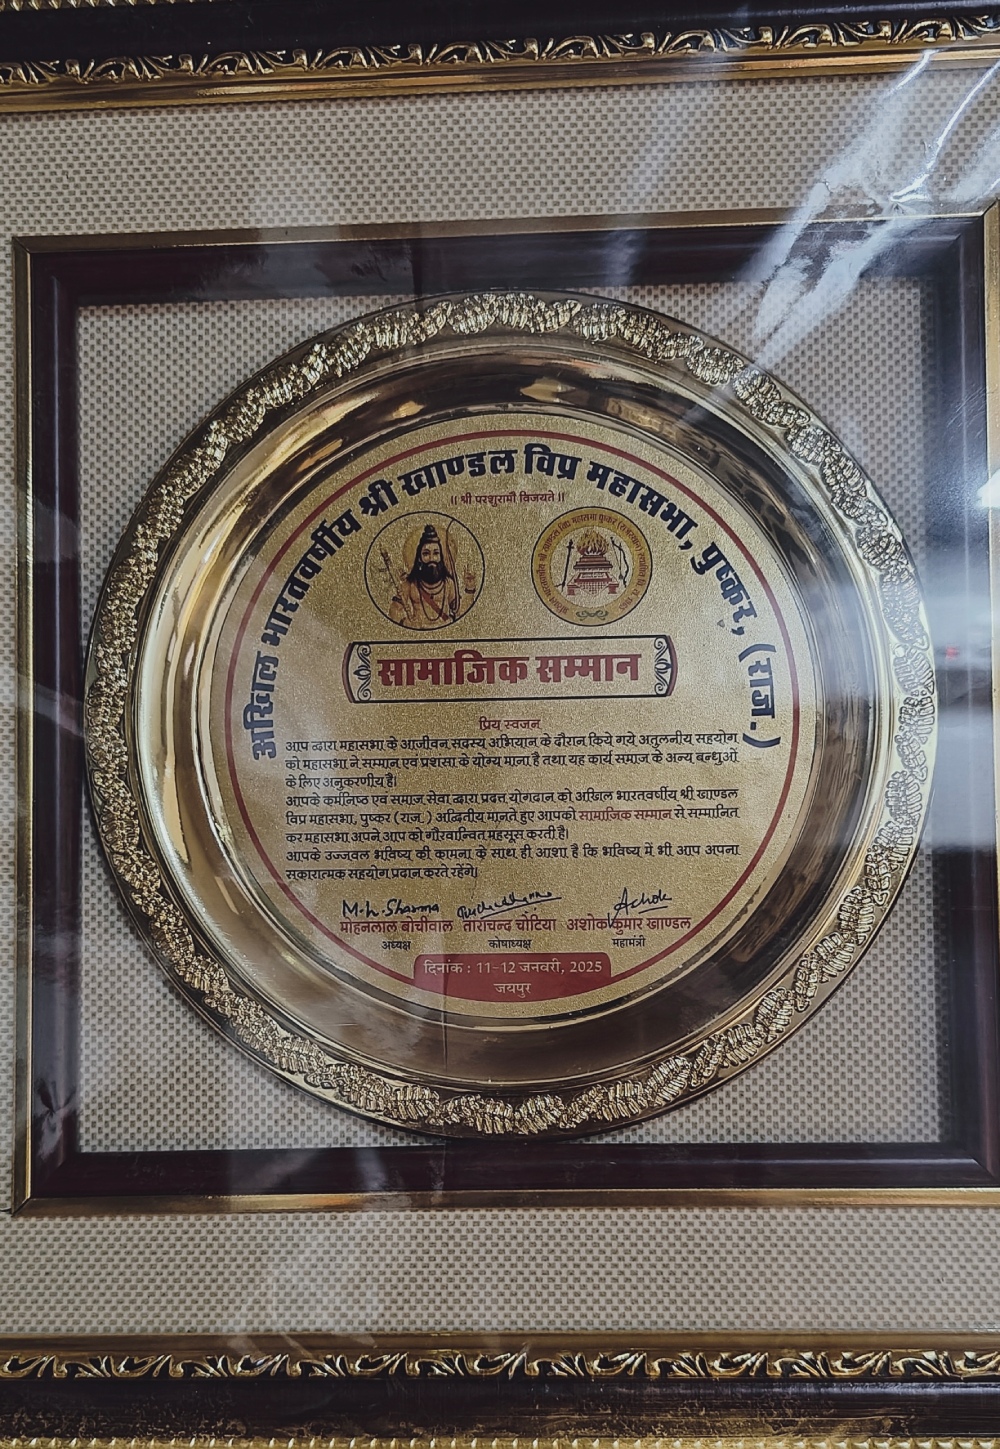 अखिल भारतवर्षीय श्री खाण्डल विप्र महासभा, पुष्कर, (राज.)
॥ श्री परशुरामौ विजयते ॥
सामाजिक सम्मान
प्रिय स्वजन
आप द्वारा महासभा के आजीवन सदस्य अभियान के दौरान किये गये अतुलनीय सहयोग
को महासभा ने सम्मान एवं प्रशंसा के योग्य माना है तथा यह कार्य समाज के अन्य बन्धुओं
के लिए अनुकरणीय है।
आपके कर्मनिष्ठ एवं समाज सेवा द्वारा प्रदत्त योगदान को अखिल भारतवर्षीय श्री खाण्डल
विप्र महासभा, पुष्कर (राज.) अद्वितीय मानते हुए आपको सामाजिक सम्मान से सम्मानित
कर महासभा अपने आप को गौरवान्वित महसूस करती है।
आपके उज्जवल भविष्य की कामना के साथ ही आशा है कि भविष्य में भी आप अपना
सकारात्मक सहयोग प्रदान करते रहेंगे।
M.L. Sharma Ashok
मोहनलाल बोचीवाल ताराचन्द चोटिया अशोक कुमार खाण्डल
अध्यक्ष कोषाध्यक्ष महामंत्री
दिनांक : 11-12 जनवरी, 2025
जयपुर